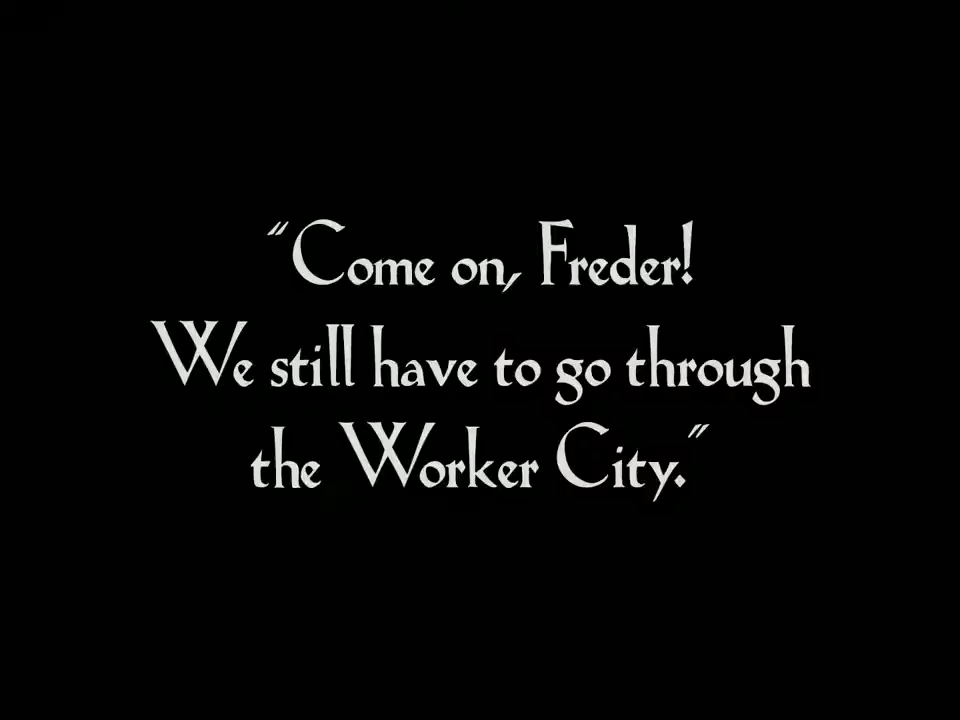 "Come on, Freder!
We still have to go through
the Worker City."